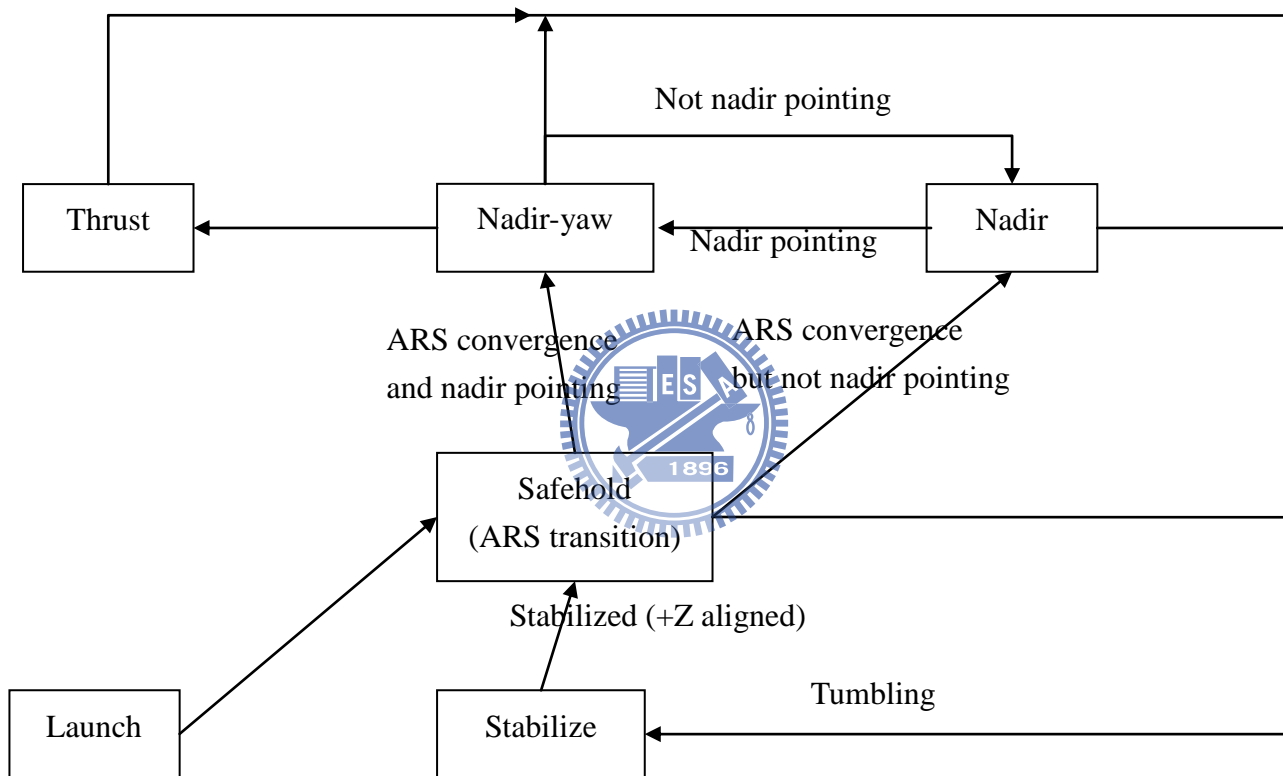 Not nadir pointing
Thrust
Nadir-yaw
Nadir
Nadir pointing
ARS convergence
and nadir pointing
ARS convergence
but not nadir pointing
E S A
1896
Safehold
(ARS transition)
Stabilized (+Z aligned)
Launch
Stabilize
Tumbling